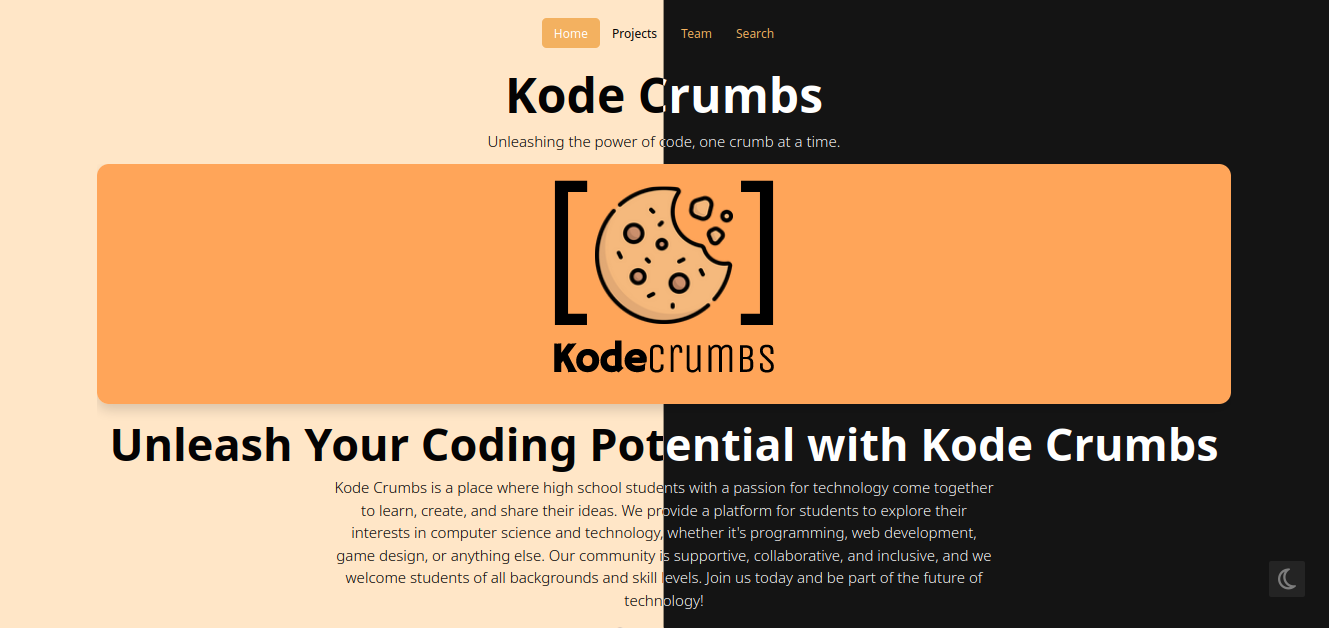 Home Projects Team Search
Kode Crumbs
Unleashing the power of code, one crumb at a time.
Kodecrumbs
Unleash Your Coding Potential with Kode Crumbs
Kode Crumbs is a place where high school students with a passion for technology come together
to learn, create, and share their ideas. We provide a platform for students to explore their
interests in computer science and technology, whether it's programming, web development,
game design, or anything else. Our community is supportive, collaborative, and inclusive, and we
welcome students of all backgrounds and skill levels. Join us today and be part of the future of
technology!